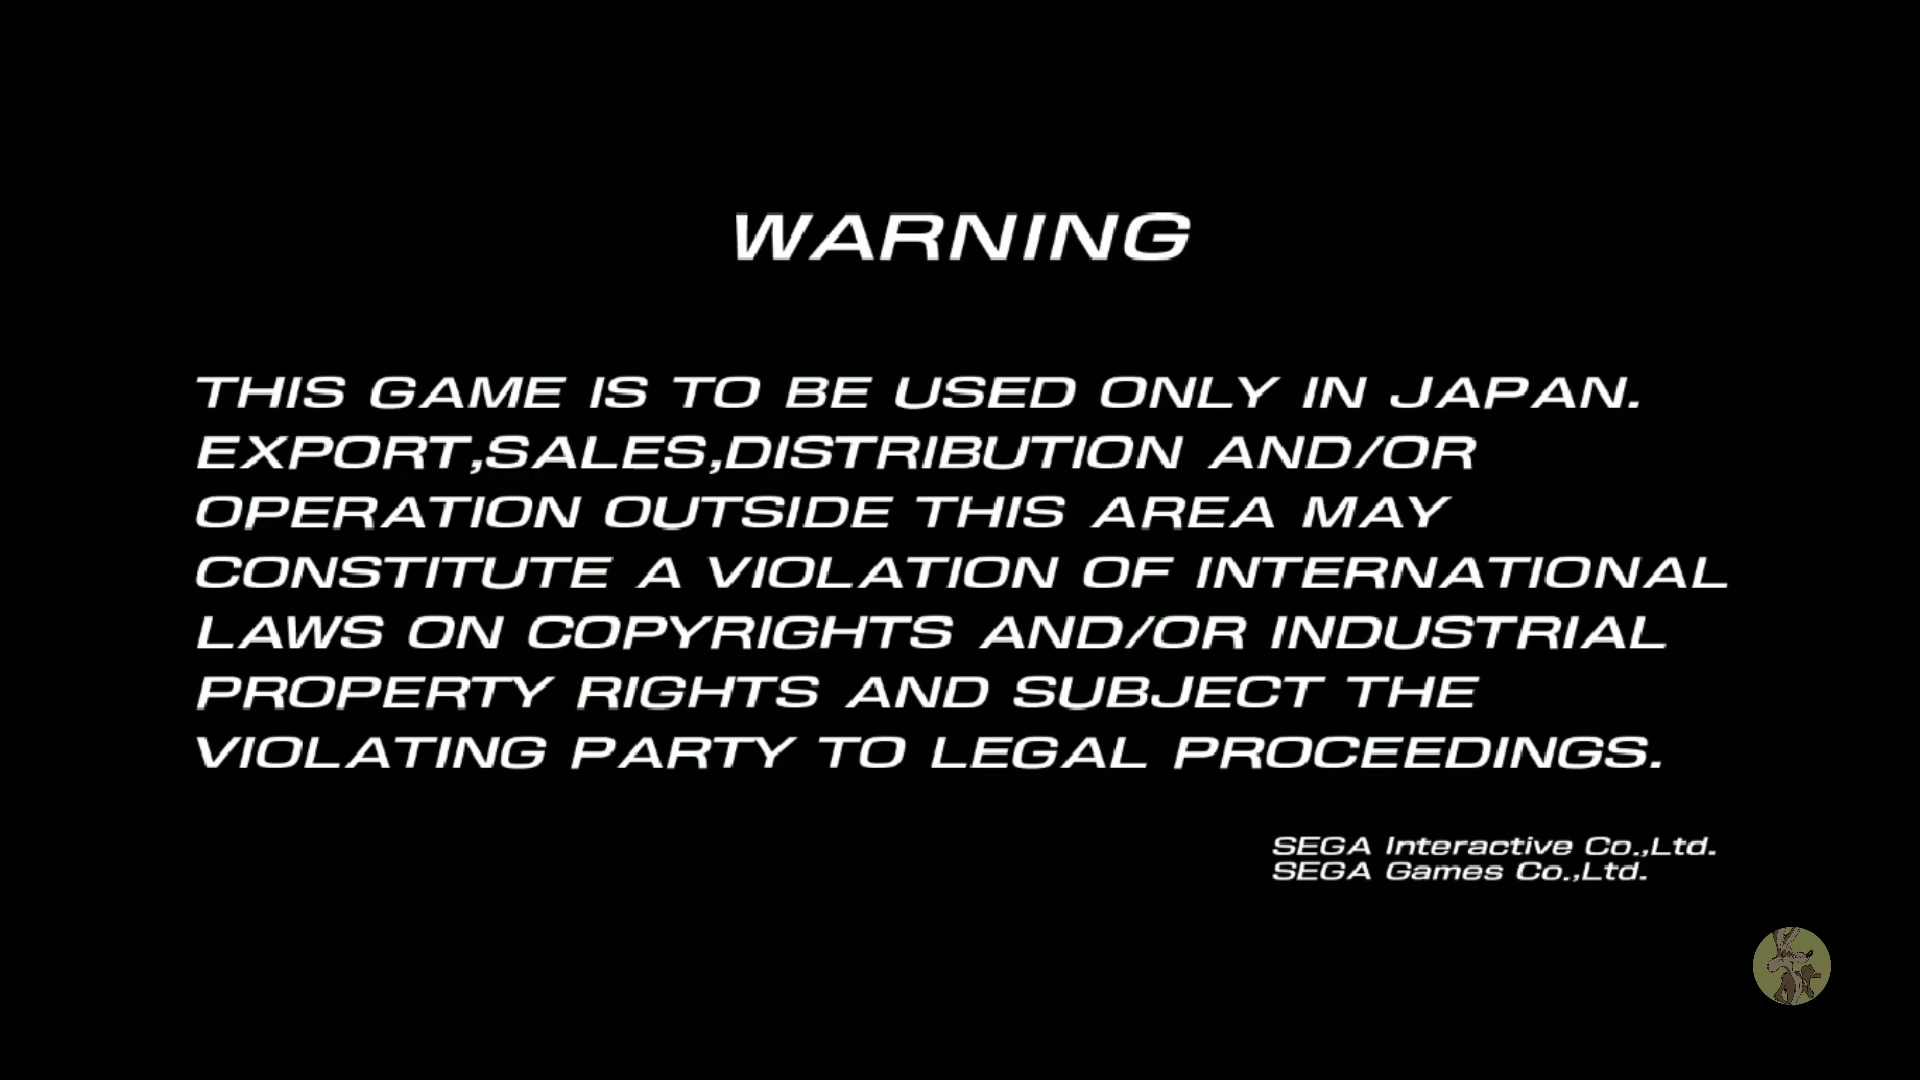 WARNING
THIS GAME IS TO BE USED ONLY IN JAPAN.
EXPORT,SALES,DISTRIBUTION AND/OR
OPERATION OUTSIDE THIS AREA MAY
CONSTITUTE A VIOLATION OF INTERNATIONAL
LAWS ON COPYRIGHTS AND/OR INDUSTRIAL
PROPERTY RIGHTS AND SUBJECT THE
VIOLATING PARTY TO LEGAL PROCEEDINGS.
SEGA Interactive Co.,Ltd.
SEGA Games Co.,Ltd.